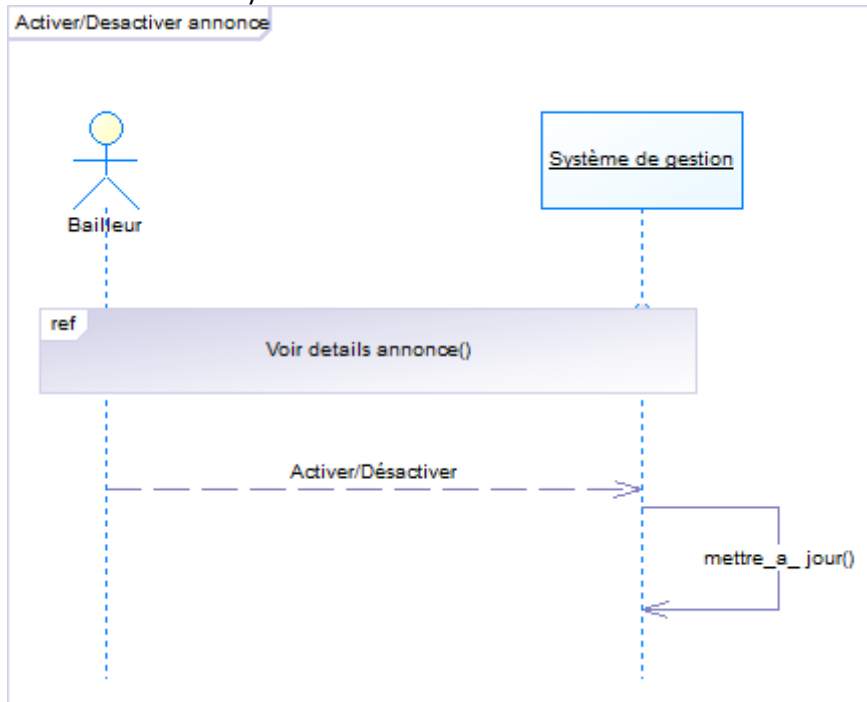 Activer/Desactiver annonce
Système de gestion
Bailleur
ref
Voir details annonce()
Activer/Désactiver
mettre_a_ jour()